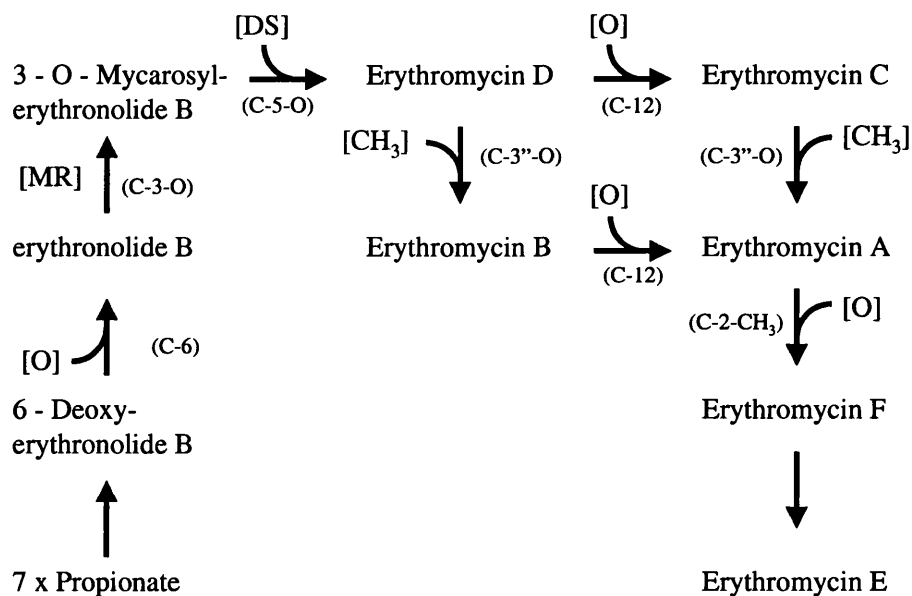 [DS]
[O]
3 - O - Mycarosyl-
erythronolide B
(C-5-O)
Erythromycin D
(C-12)
Erythromycin C
[MR]
(C-3-O)
[CH3]
(C-3”-O)
(C-3”-O)
[CH3]
[O]
erythronolide B
Erythromycin B
(C-12)
Erythromycin A
[O]
(C-6)
(C-2-CH3)
[O]
6 - Deoxy-
erythronolide B
Erythromycin F
7 x Propionate
Erythromycin E